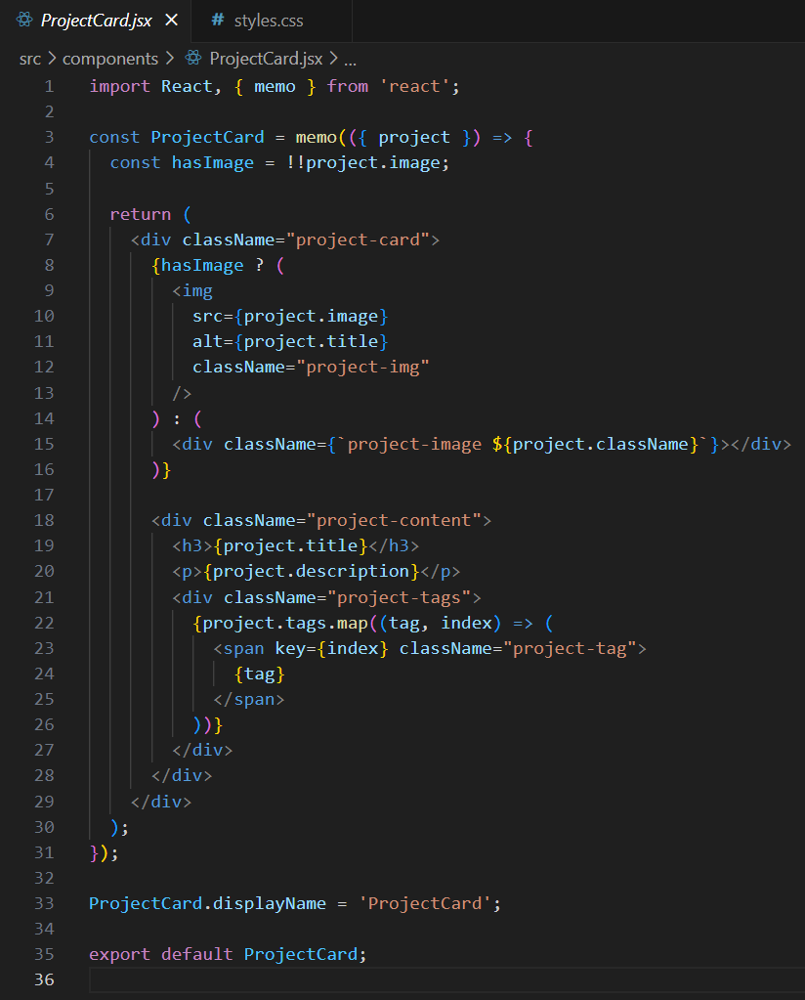 ProjectCard.jsx × # styles.css
src > components > ProjectCard.jsx > ...
1 import React, { memo } from 'react';
2
3 const ProjectCard = memo(({ project }) => {
4   const hasImage = !!project.image;
5
6   return (
7     <div className="project-card">
8       {hasImage ? (
9         <img
10           src={project.image}
11           alt={project.title}
12           className="project-img"
13         />
14       ) : (
15         <div className={`project-image ${project.className}`}></div>
16       )}
17
18       <div className="project-content">
19         <h3>{project.title}</h3>
20         <p>{project.description}</p>
21         <div className="project-tags">
22           {project.tags.map((tag, index) => (
23             <span key={index} className="project-tag">
24               {tag}
25             </span>
26           ))}
27         </div>
28       </div>
29     </div>
30   );
31 });
32
33 ProjectCard.displayName = 'ProjectCard';
34
35 export default ProjectCard;
36